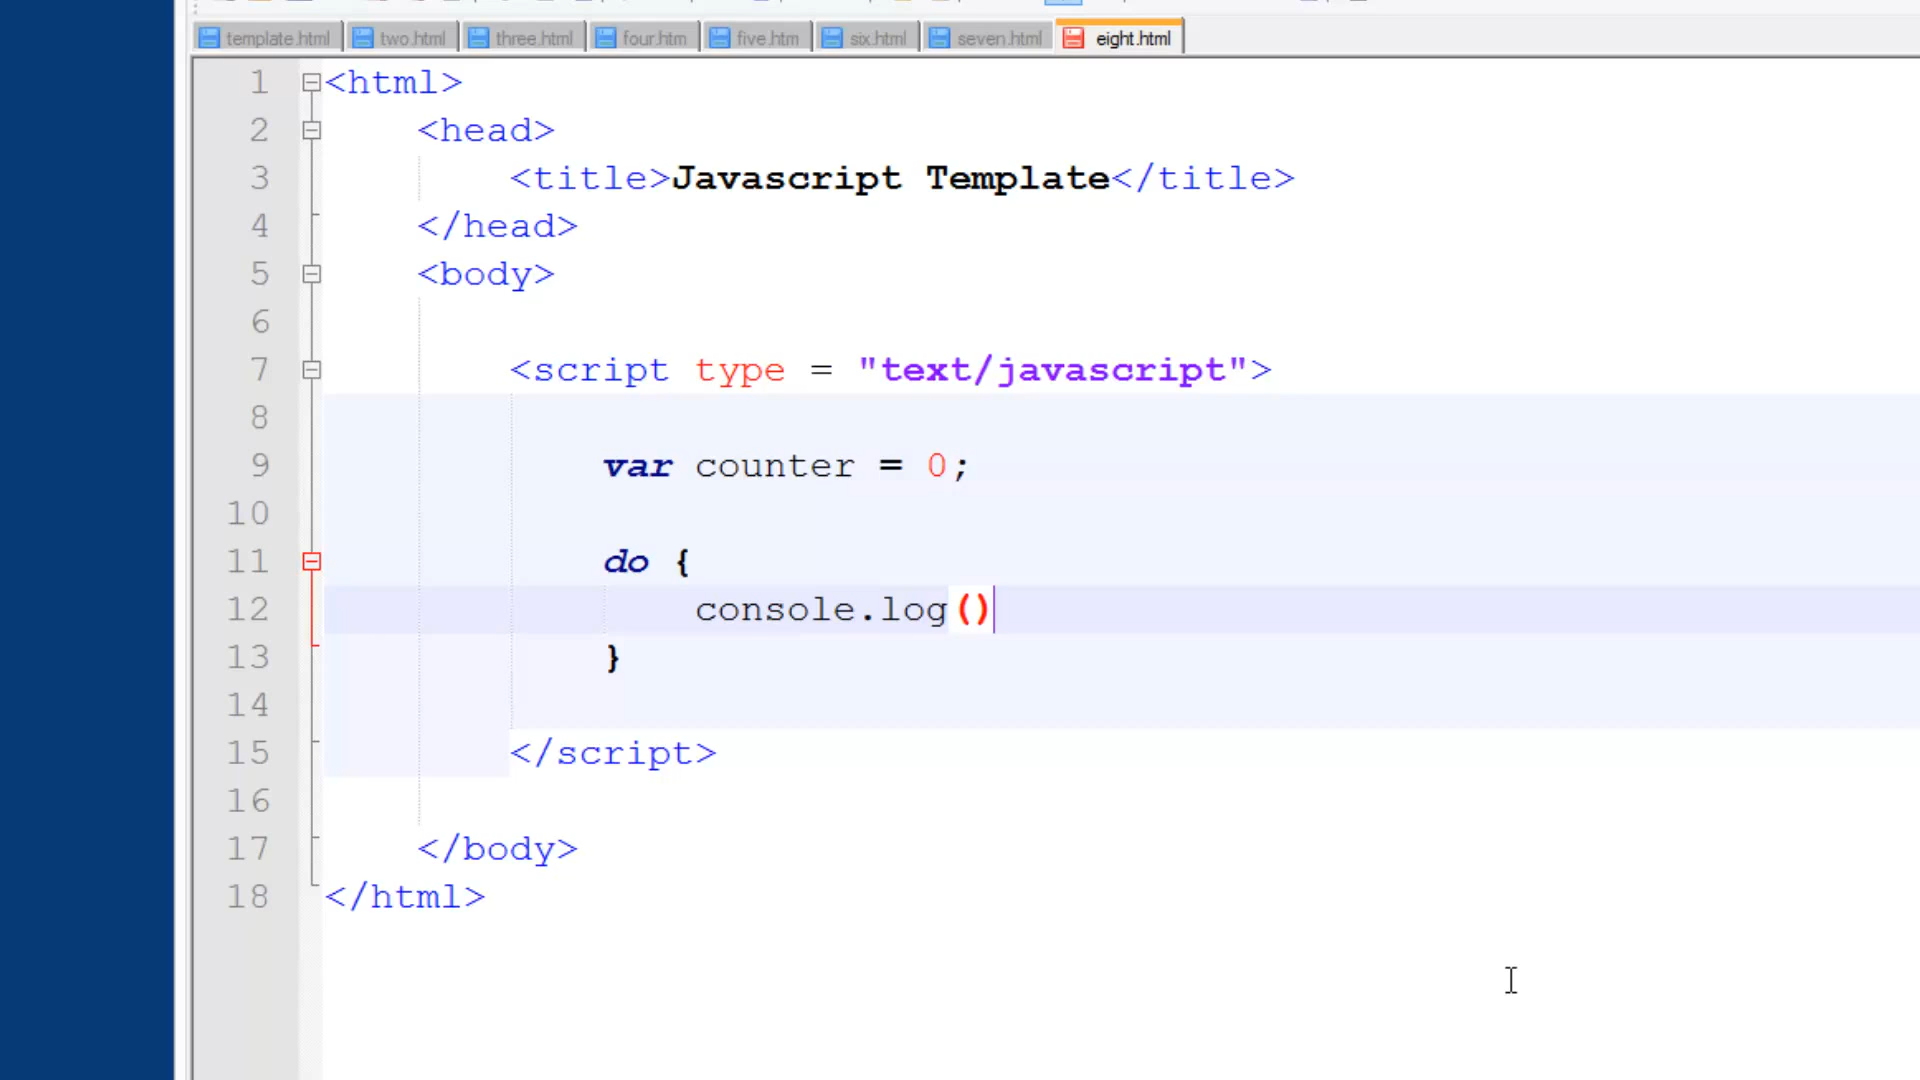 template.html two.html three.html four.htm five.htm six.html seven.html eight.html
1 <html>
2 <head>
3 <title>Javascript Template</title>
4 </head>
5 <body>
6
7 <script type = "text/javascript">
8
9 var counter = 0;
10
11 do {
12 console.log()
13 }
14
15 </script>
16
17 </body>
18 </html>